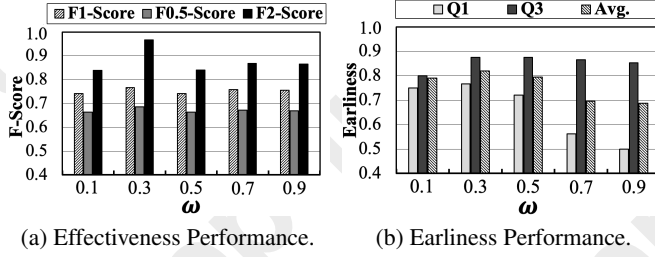 F1-Score F0.5-Score F2-Score
1.0
0.9
0.8
0.7
0.6
0.5
0.4
F-Score
0.1 0.3 0.5 0.7 0.9
ω
(a) Effectiveness Performance.
Q1 Q3 Avg.
1.0
0.9
0.8
0.7
0.6
0.5
0.4
Earliness
0.1 0.3 0.5 0.7 0.9
ω
(b) Earliness Performance.